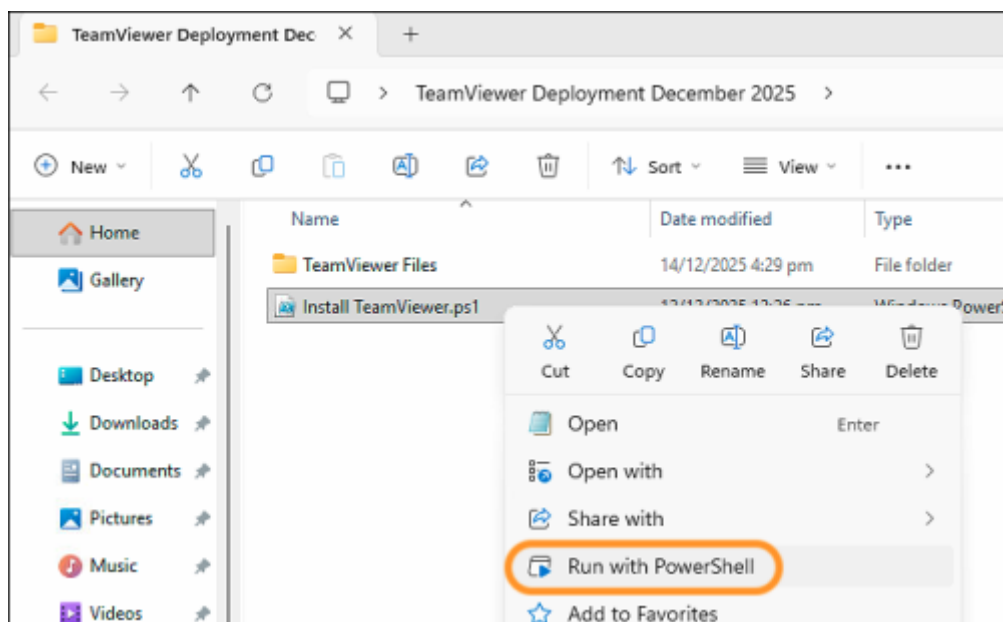 TeamViewer Deployment Dec
TeamViewer Deployment December 2025
New
Sort
View
Name
Date modified
Type
Home
Gallery
TeamViewer Files
14/12/2025 4:29 pm
File folder
Install TeamViewer.ps1
Desktop
Downloads
Documents
Pictures
Music
Videos
Cut
Copy
Rename
Share
Delete
Open
Enter
Open with
Share with
Run with PowerShell
Add to Favorites